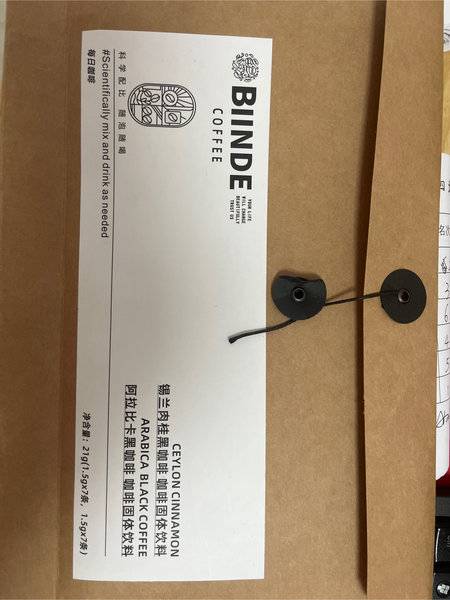 BIINDE
COFFEE
YOUR LIFE
WILL CHANGE
BEAUTIFULLY
TRUST US
科学配比 随泡随喝
#Scientifically mix and drink as needed
每日咖啡
CEYLON CINNAMON
锡兰肉桂黑咖啡 咖啡固体饮料
ARABICA BLACK COFFEE
阿拉比卡黑咖啡 咖啡固体饮料
净含量：21g(1.5gx7条，1.5gx7条)